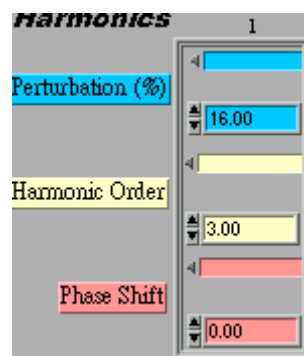 Harmonics
1
Perturbation (%)
16.00
Harmonic Order
3.00
Phase Shift
0.00